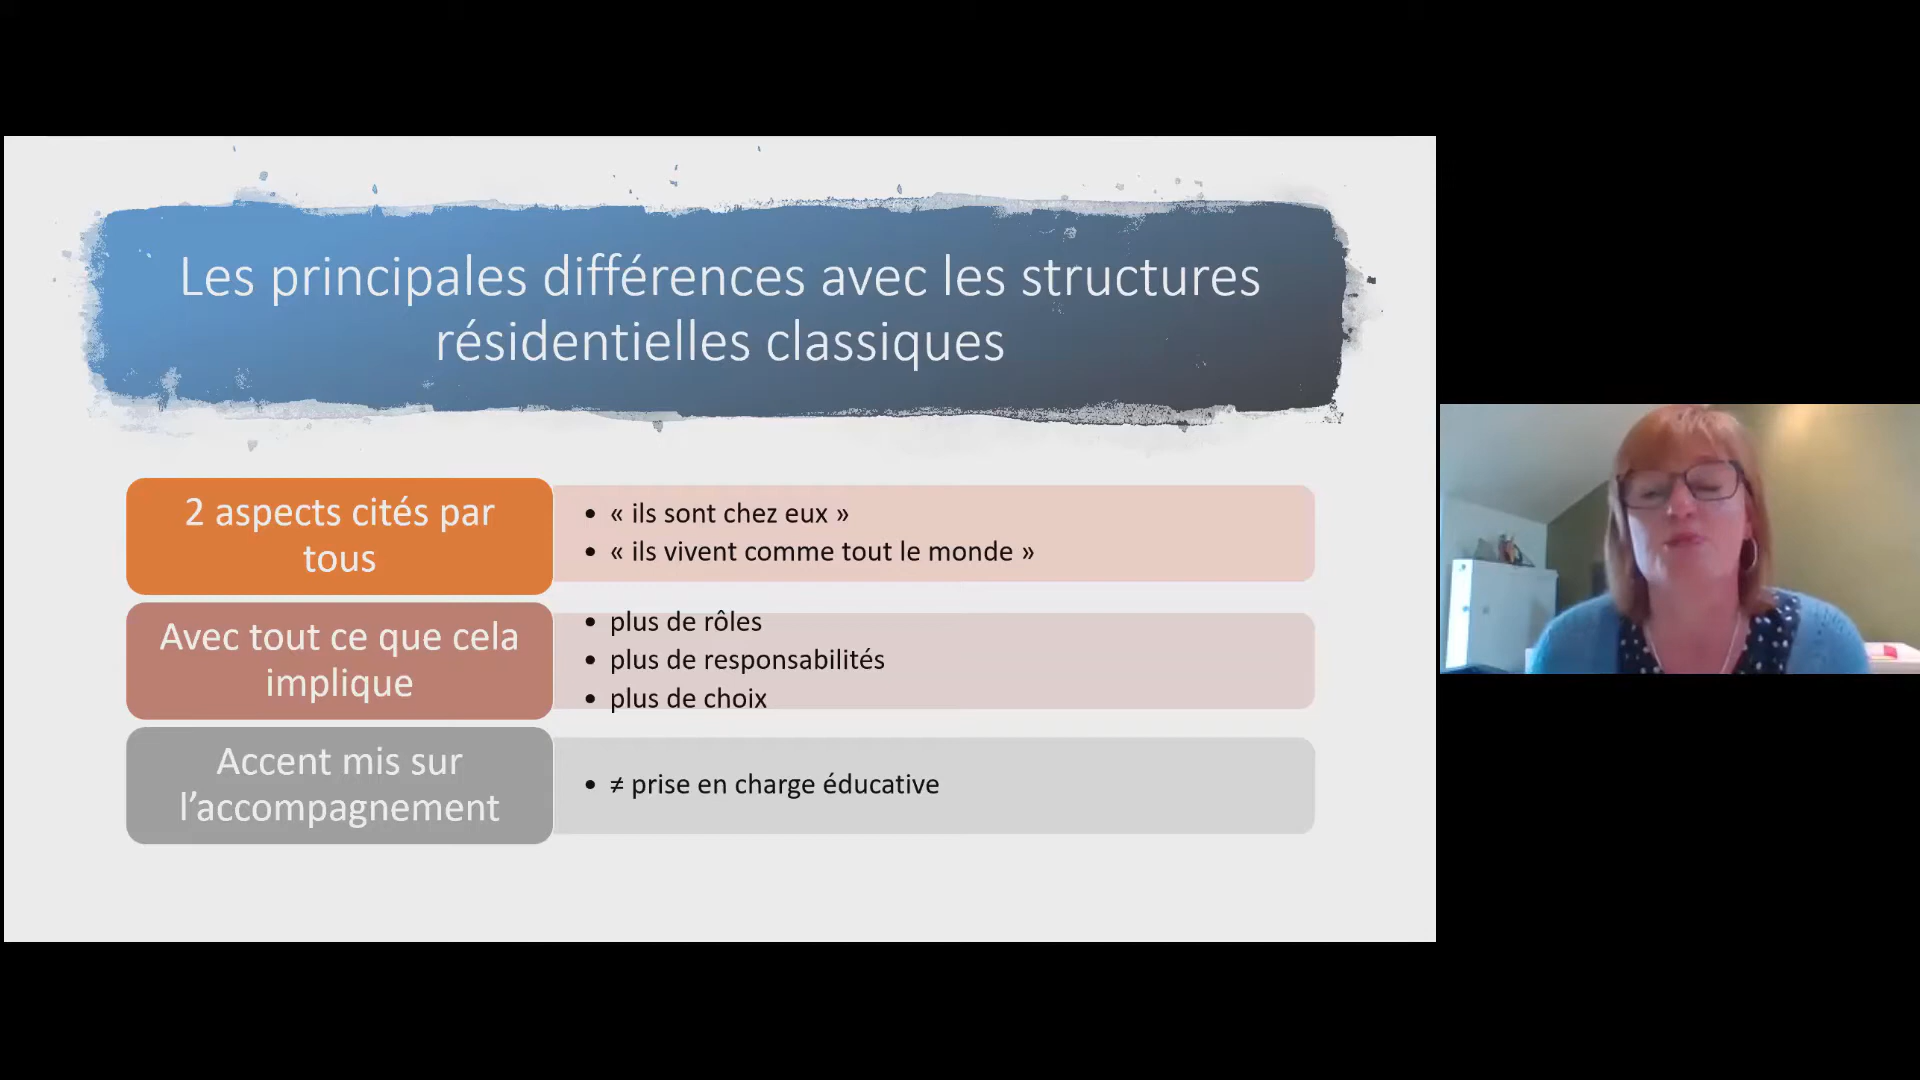 Les principales différences avec les structures
résidentielles classiques
2 aspects cités par
tous
• « ils sont chez eux »
• « ils vivent comme tout le monde »
Avec tout ce que cela
implique
• plus de rôles
• plus de responsabilités
• plus de choix
Accent mis sur
l’accompagnement
• ≠ prise en charge éducative